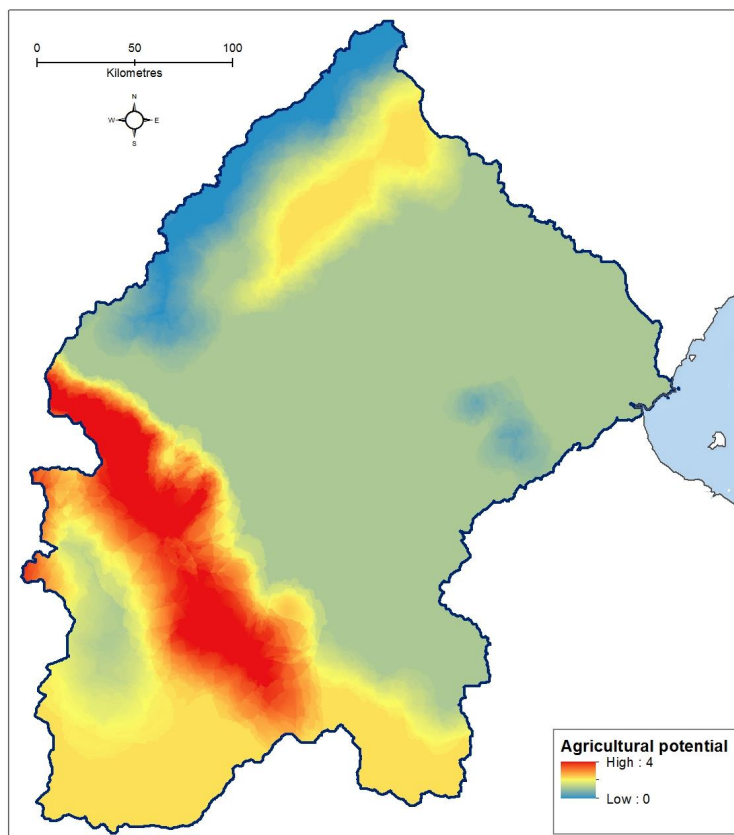 0 50 100
Kilometres
N
W E
S
Agricultural potential
High : 4
Low : 0